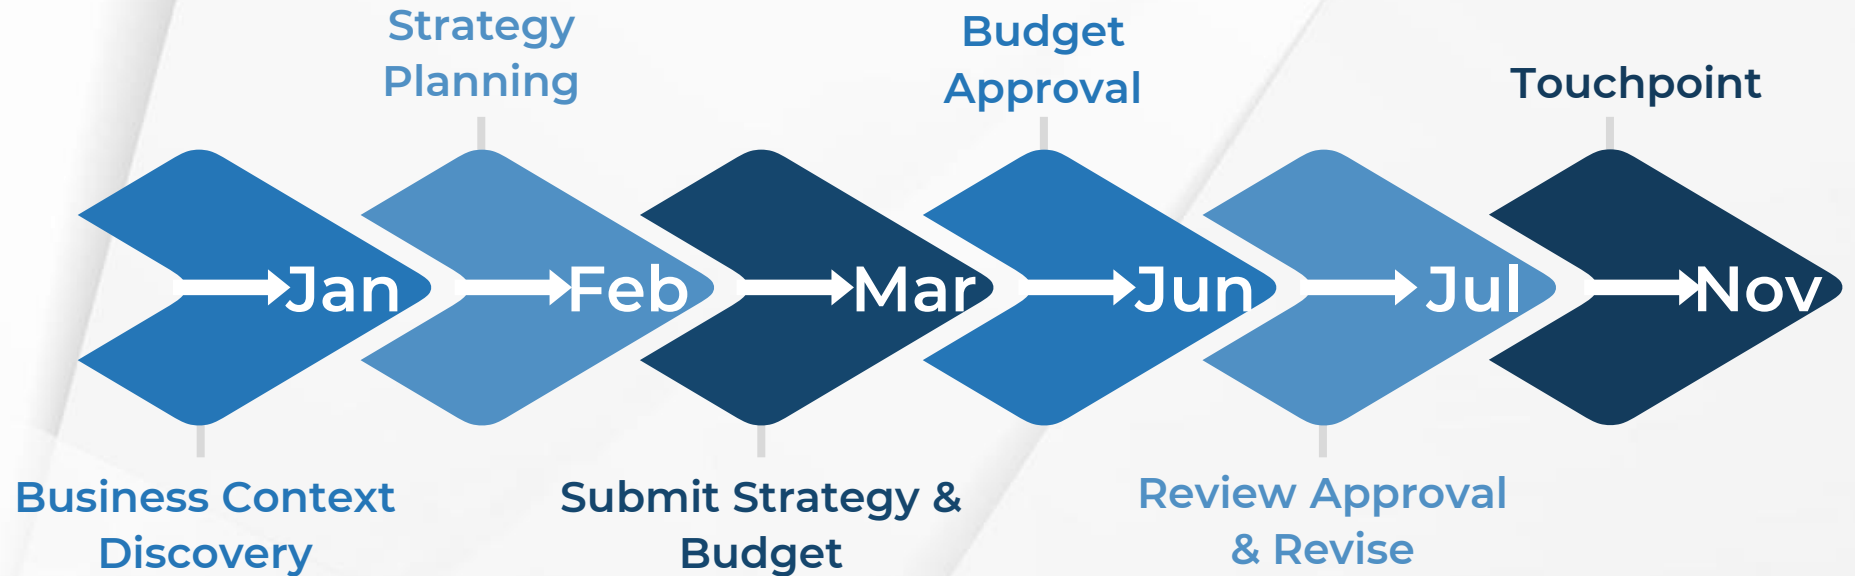 Strategy
Planning
Budget
Approval
Touchpoint
Jan
Feb
Mar
Jun
Jul
Nov
Business Context
Discovery
Submit Strategy &
Budget
Review Approval
& Revise